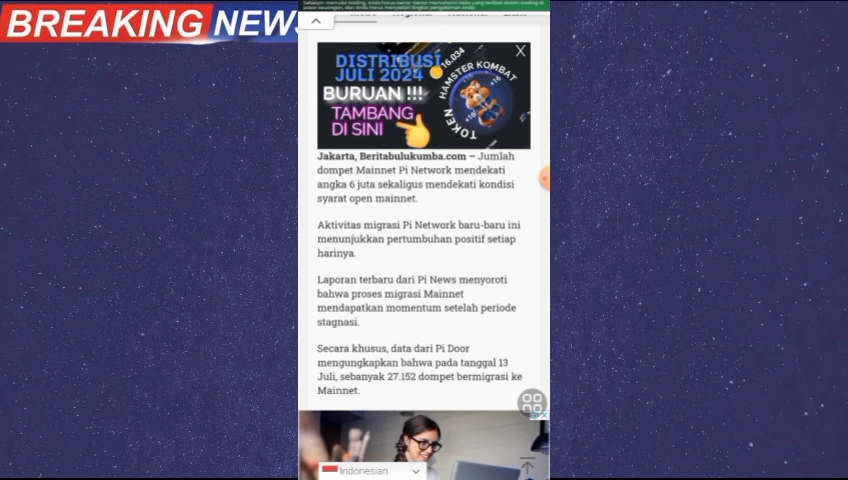 BREAKING NEWS
DISTRIBUSI
JULI 2024
BURUAN !!!
TAMBANG
DI SINI
16.034
HAMSTER KOMBAT
TOKEN
X
Jakarta, Beritabulukumba.com – Jumlah
dompet Mainnet Pi Network mendekati
angka 6 juta sekaligus mendekati kondisi
syarat open mainnet.
Aktivitas migrasi Pi Network baru-baru ini
menunjukkan pertumbuhan positif setiap
harinya.
Laporan terbaru dari Pi News menyoroti
bahwa proses migrasi Mainnet
mendapatkan momentum setelah periode
stagnasi.
Secara khusus, data dari Pi Door
mengungkapkan bahwa pada tanggal 13
Juli, sebanyak 27.152 dompet bermigrasi ke
Mainnet.
Indonesian